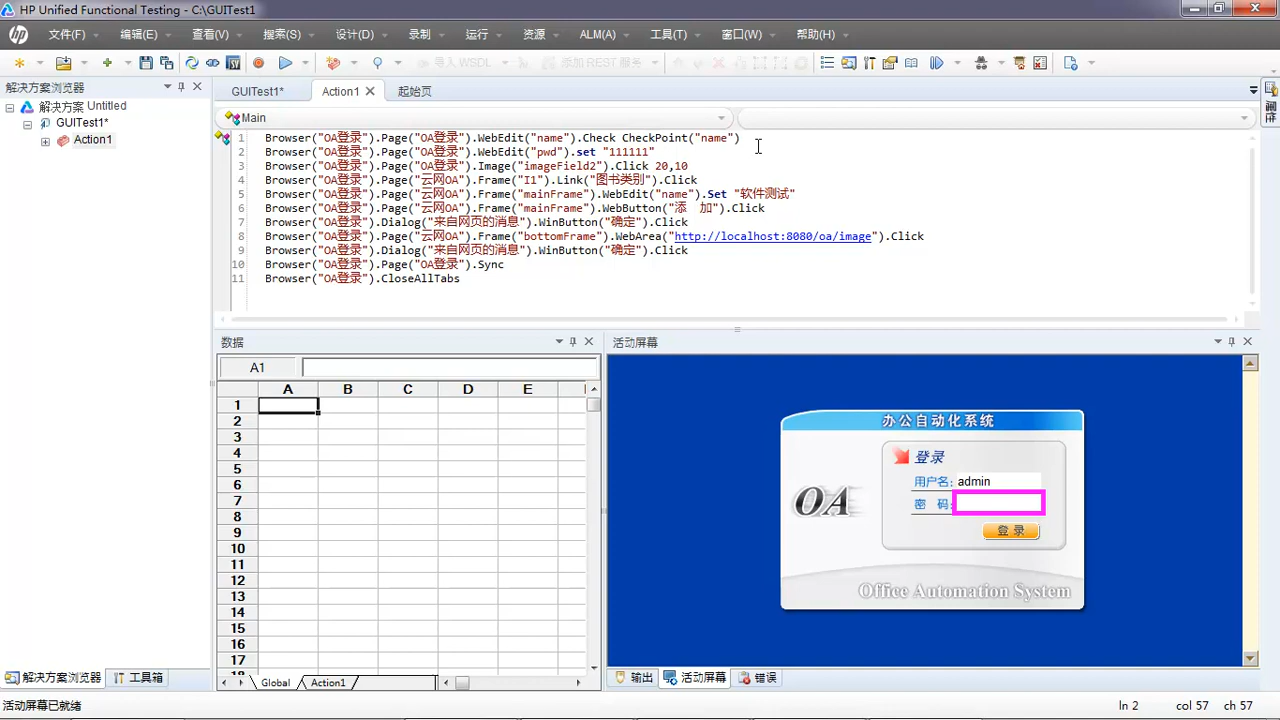 HP Unified Functional Testing - C:\GUITest1
文件(F) 编辑(E) 查看(V) 搜索(S) 设计(D) 录制 运行 资源 ALM(A) 工具(T) 窗口(W) 帮助(H)
导入 WSDL 添加 REST 服务
解决方案浏览器
解决方案 Untitled
GUITest1*
Action1
GUITest1* Action1 起始页
Main
1 Browser("OA登录").Page("OA登录").WebEdit("name").Check CheckPoint("name")
2 Browser("OA登录").Page("OA登录").WebEdit("pwd").set "111111"
3 Browser("OA登录").Page("OA登录").Image("imageField2").Click 20,10
4 Browser("OA登录").Page("云网OA").Frame("I1").Link("图书类别").Click
5 Browser("OA登录").Page("云网OA").Frame("mainFrame").WebEdit("name").Set "软件测试"
6 Browser("OA登录").Page("云网OA").Frame("mainFrame").WebButton("添　加").Click
7 Browser("OA登录").Dialog("来自网页的消息").WinButton("确定").Click
8 Browser("OA登录").Page("云网OA").Frame("bottomFrame").WebArea("http://localhost:8080/oa/image").Click
9 Browser("OA登录").Dialog("来自网页的消息").WinButton("确定").Click
10 Browser("OA登录").Page("OA登录").Sync
11 Browser("OA登录").CloseAllTabs
数据
A1
A B C D E
1
2
3
4
5
6
7
8
9
10
11
12
13
14
15
16
17
Global Action1
活动屏幕
办公自动化系统
登录
OA
用户名: admin
密 码:
登 录
Office Automation System
解决方案浏览器 工具箱
输出 活动屏幕 错误
活动屏幕已就绪
ln 2 col 57 ch 57